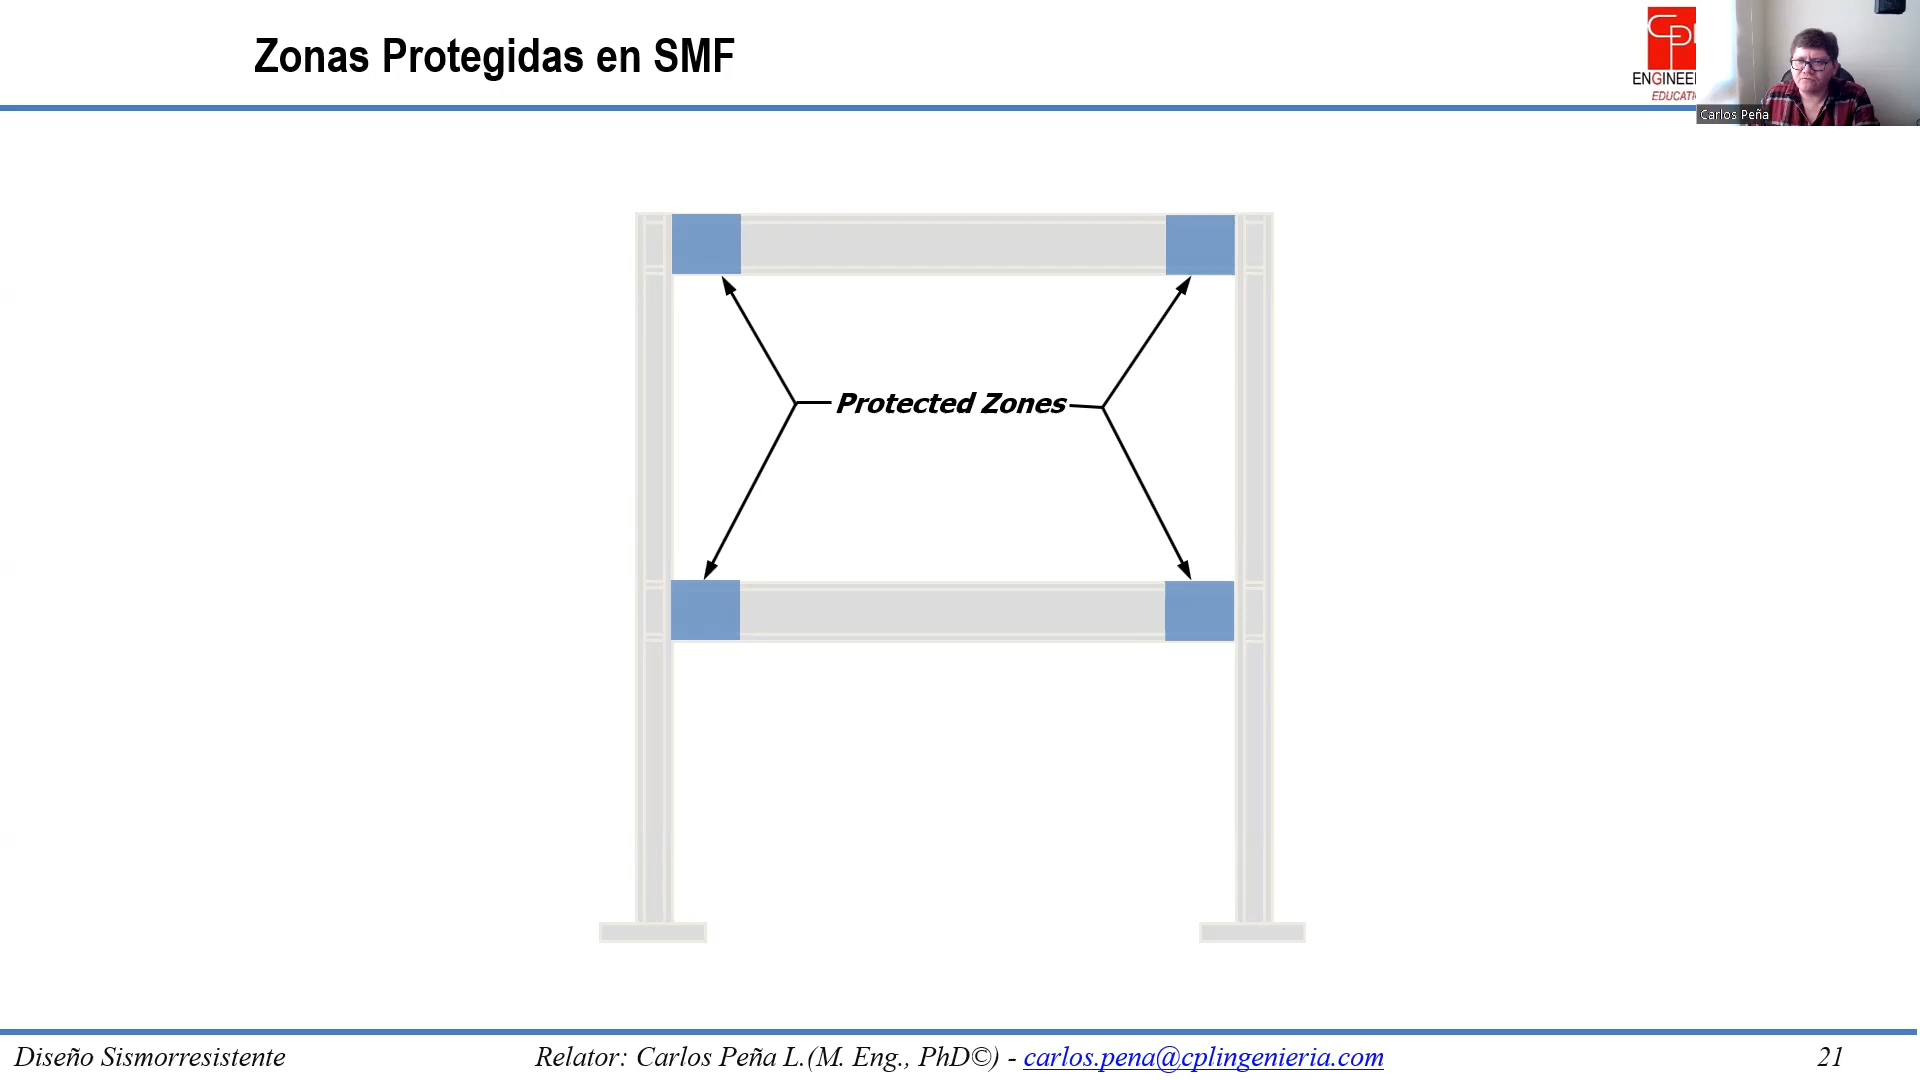 Zonas Protegidas en SMF
CP
ENGINEE
EDUCATI
Carlos Peña
Protected Zones
Diseño Sismorresistente
Relator: Carlos Peña L.(M. Eng., PhD©) - carlos.pena@cplingenieria.com
21